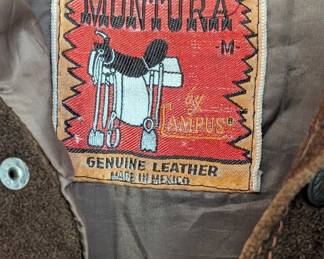 MONTURA
-M-
by
CAMPUS®
GENUINE LEATHER
MADE IN MEXICO